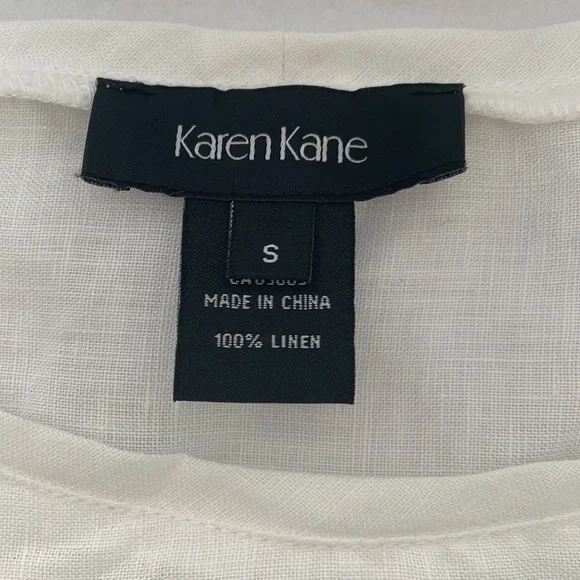 Karen Kane
S
MADE IN CHINA
100% LINEN